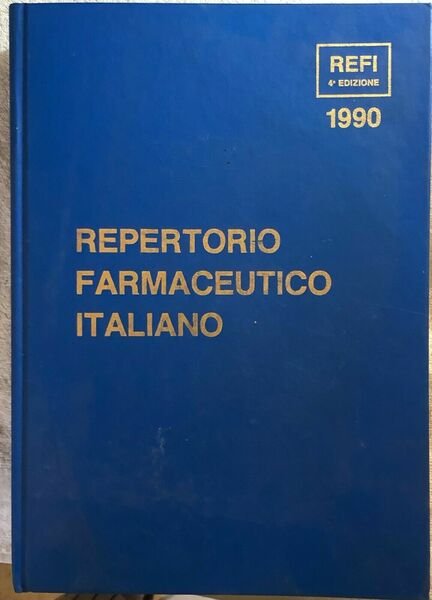 REFI
4ª EDIZIONE
1990
REPERTORIO
FARMACEUTICO
ITALIANO